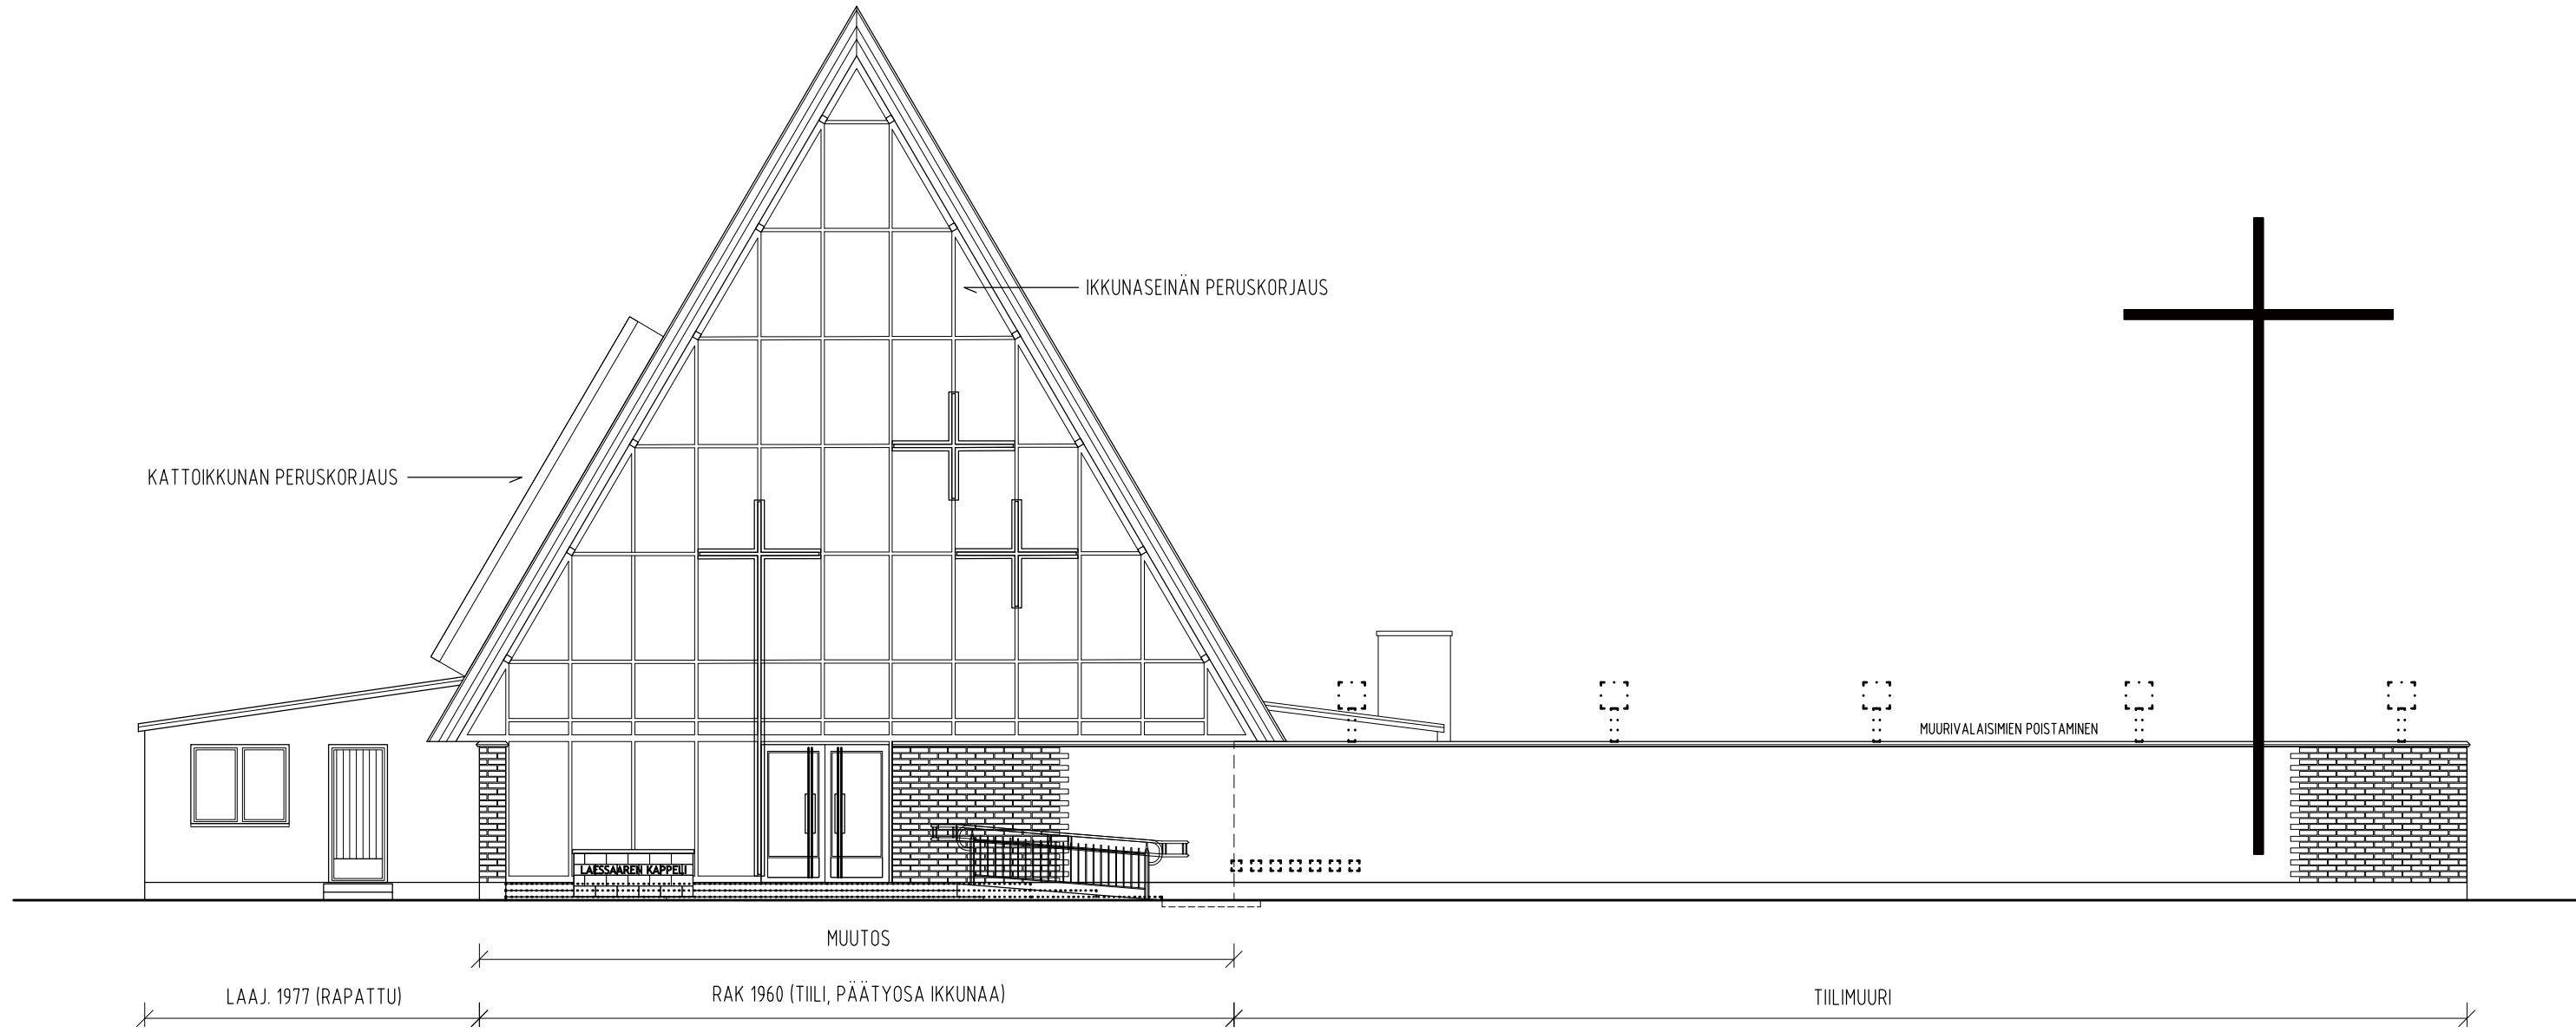 IKKUNASEINÄN PERUSKORJAUS
KATTOIKKUNAN PERUSKORJAUS
MUURIVALAISIMIEN POISTAMINEN
LAESSAAREN KAPPELI
MUUTOS
LAAJ. 1977 (RAPATTU)
RAK 1960 (TIILI, PÄÄTYOSA IKKUNAA)
TIILIMUURI